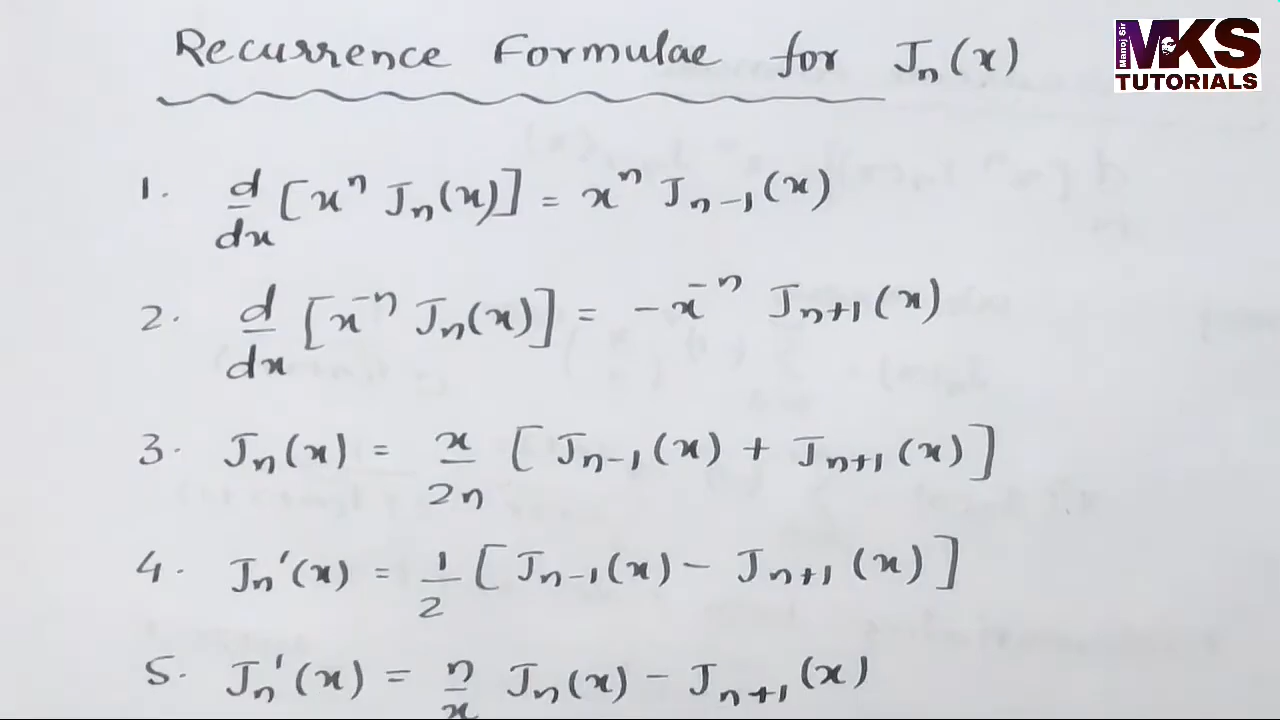 Recurrence Formulae for Jₙ(x)
Manoj Sir MKS
TUTORIALS
1. d/dx [xⁿ Jₙ(x)] = xⁿ Jₙ₋₁(x)
2. d/dx [x⁻ⁿ Jₙ(x)] = -x⁻ⁿ Jₙ₊₁(x)
3. Jₙ(x) = x/2n [Jₙ₋₁(x) + Jₙ₊₁(x)]
4. Jₙ'(x) = 1/2 [Jₙ₋₁(x) - Jₙ₊₁(x)]
5. Jₙ'(x) = n/x Jₙ(x) - Jₙ₊₁(x)